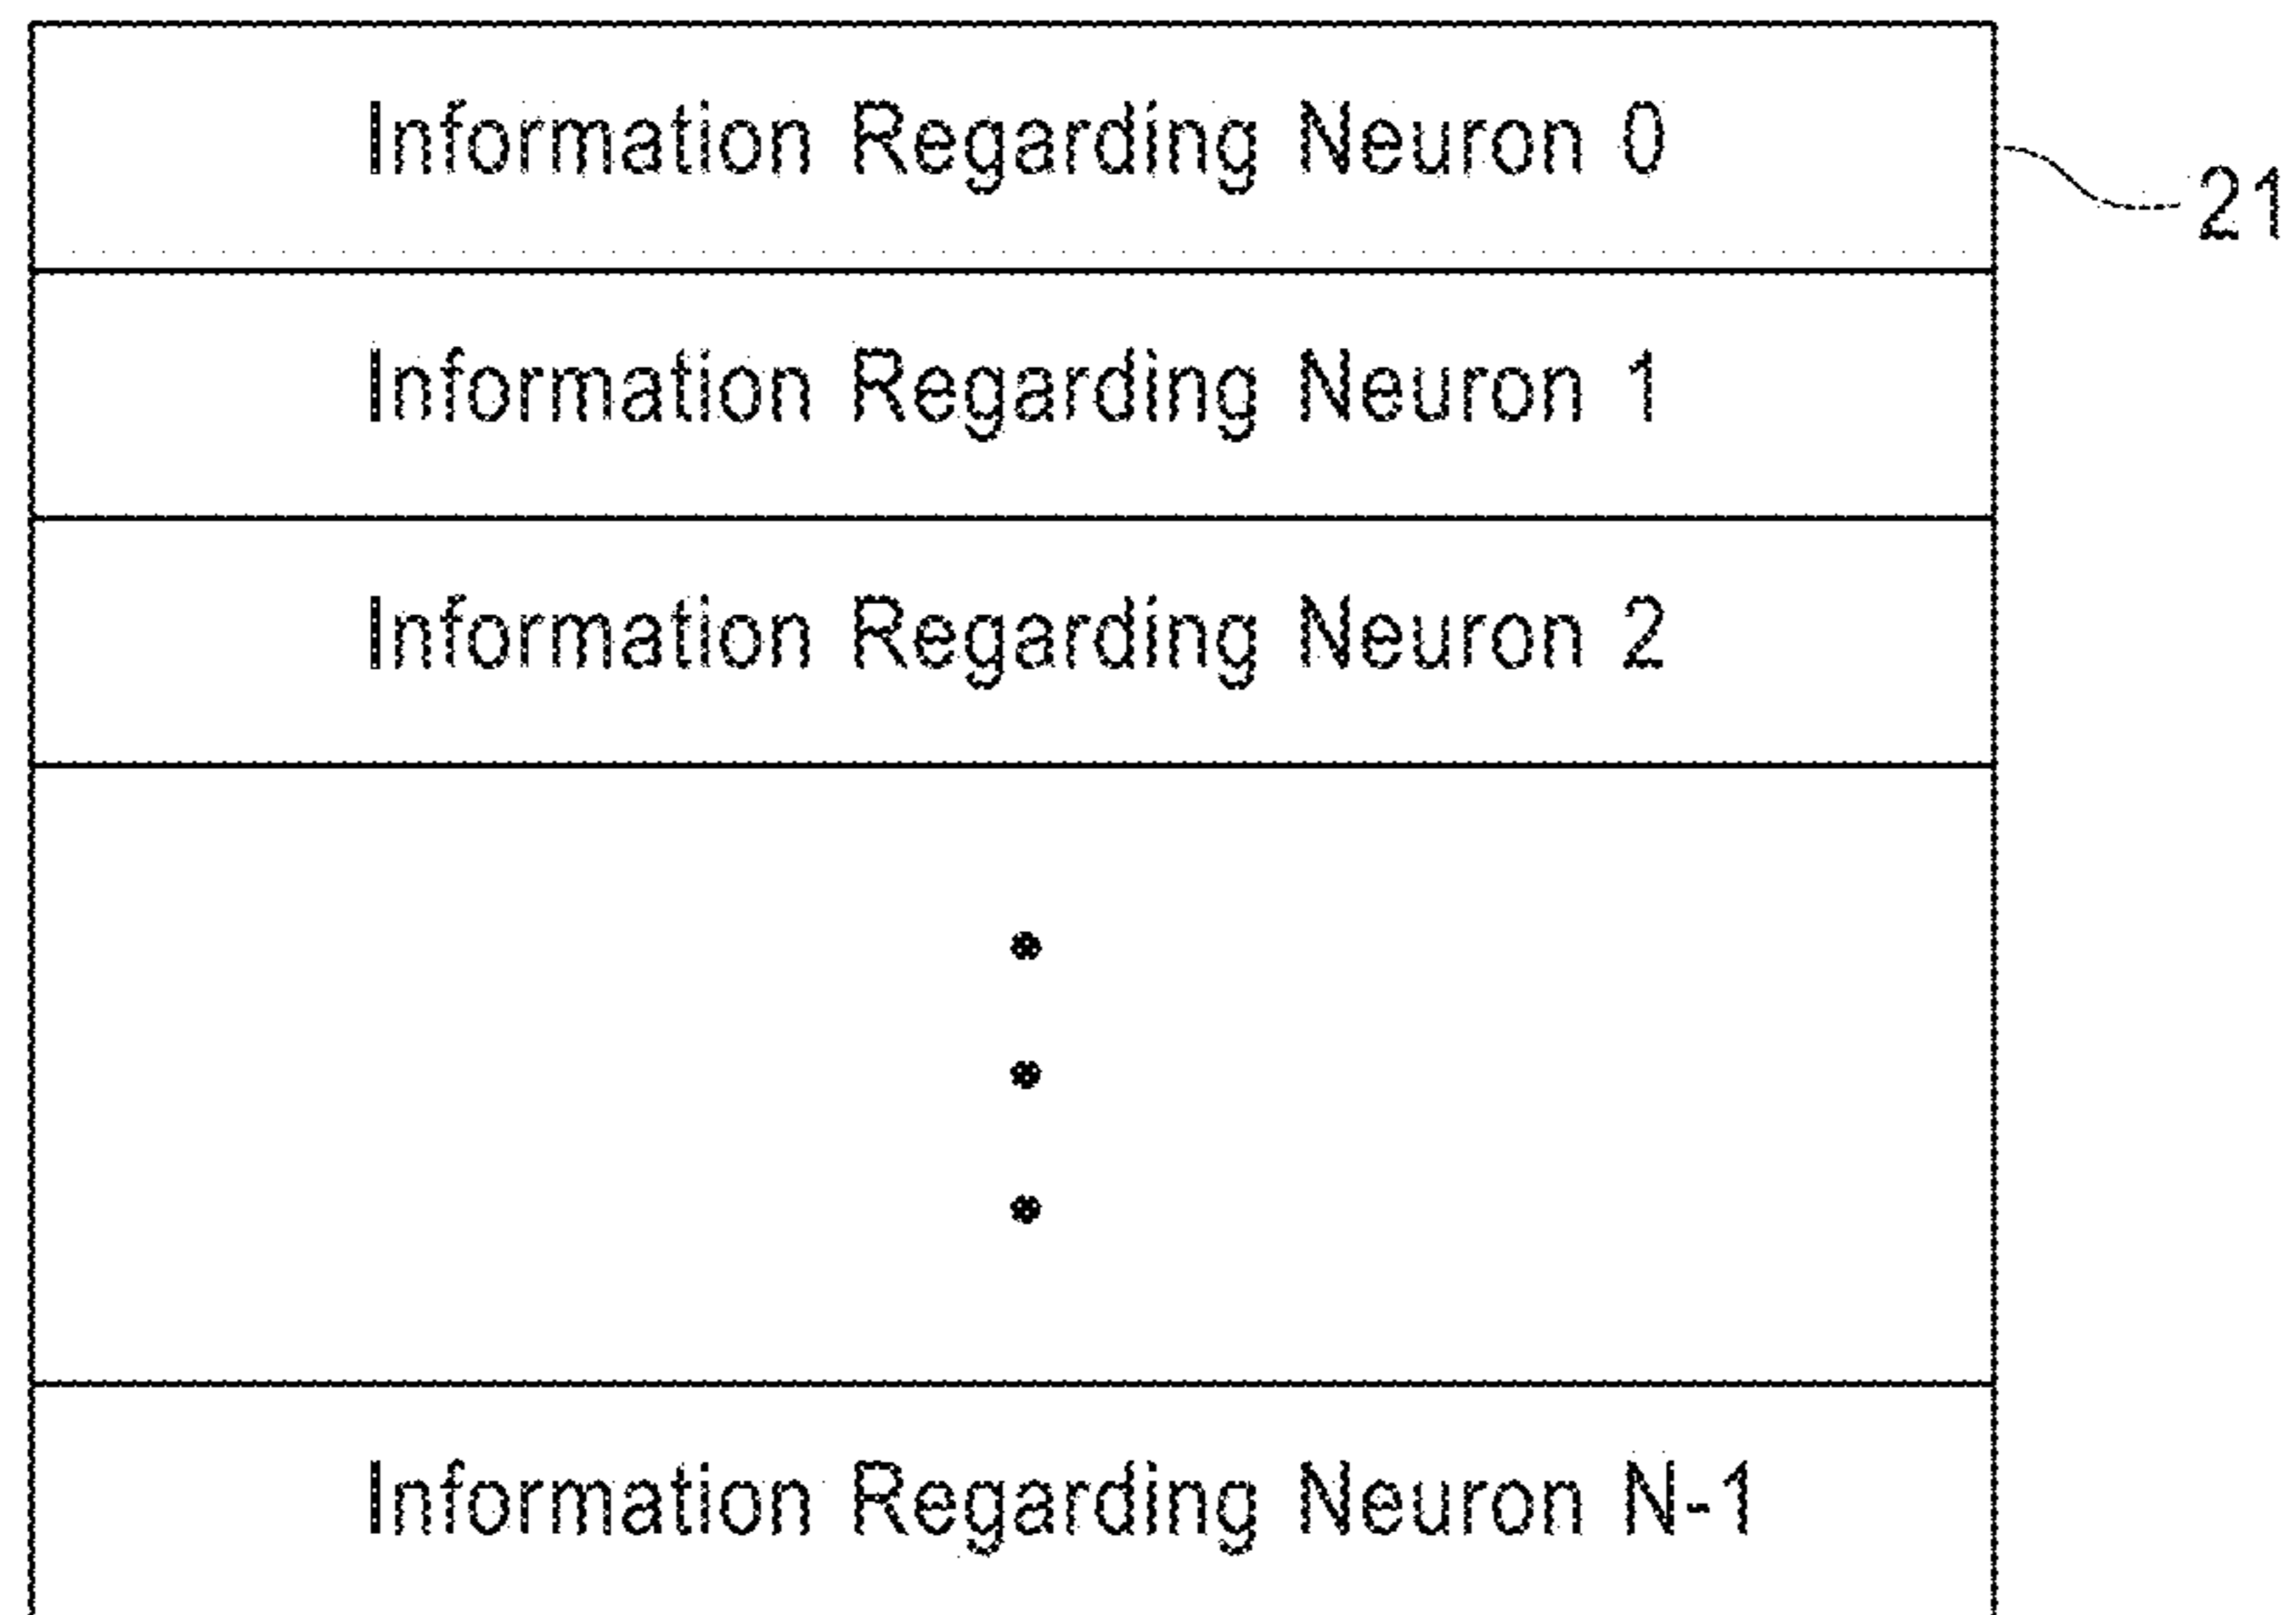 Information Regarding Neuron 0
21
Information Regarding Neuron 1
Information Regarding Neuron 2
Information Regarding Neuron N-1